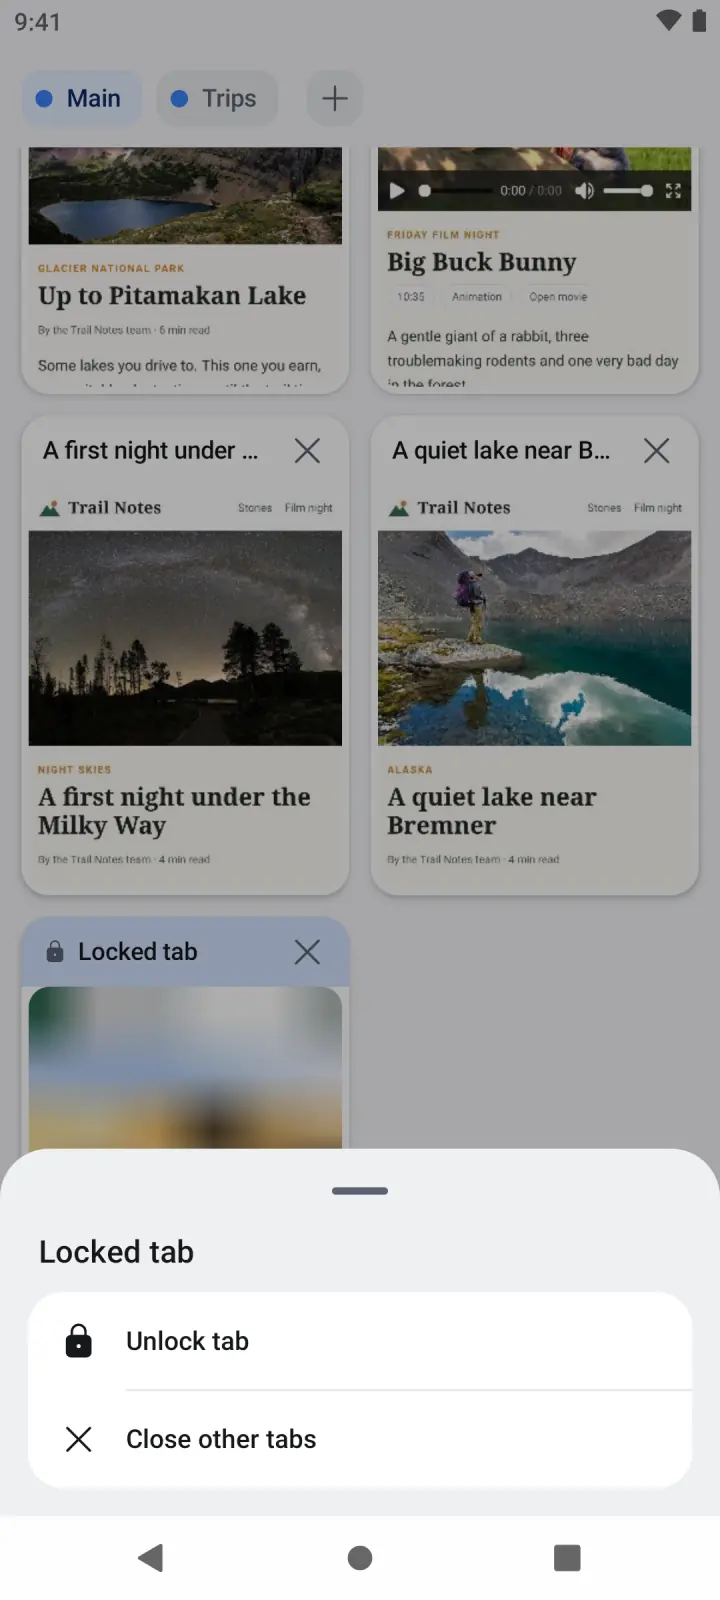 9:41
Main
Trips
0:00 / 0:00
GLACIER NATIONAL PARK
Up to Pitamakan Lake
By the Trail Notes team · 6 min read
Some lakes you drive to. This one you earn,
FRIDAY FILM NIGHT
Big Buck Bunny
10:35 Animation Open movie
A gentle giant of a rabbit, three
troublemaking rodents and one very bad day
in the forest
A first night under ...
Trail Notes Stories Film night
NIGHT SKIES
A first night under the
Milky Way
By the Trail Notes team · 4 min read
A quiet lake near B...
Trail Notes Stories Film night
ALASKA
A quiet lake near
Bremner
By the Trail Notes team · 4 min read
Locked tab
Locked tab
Unlock tab
Close other tabs